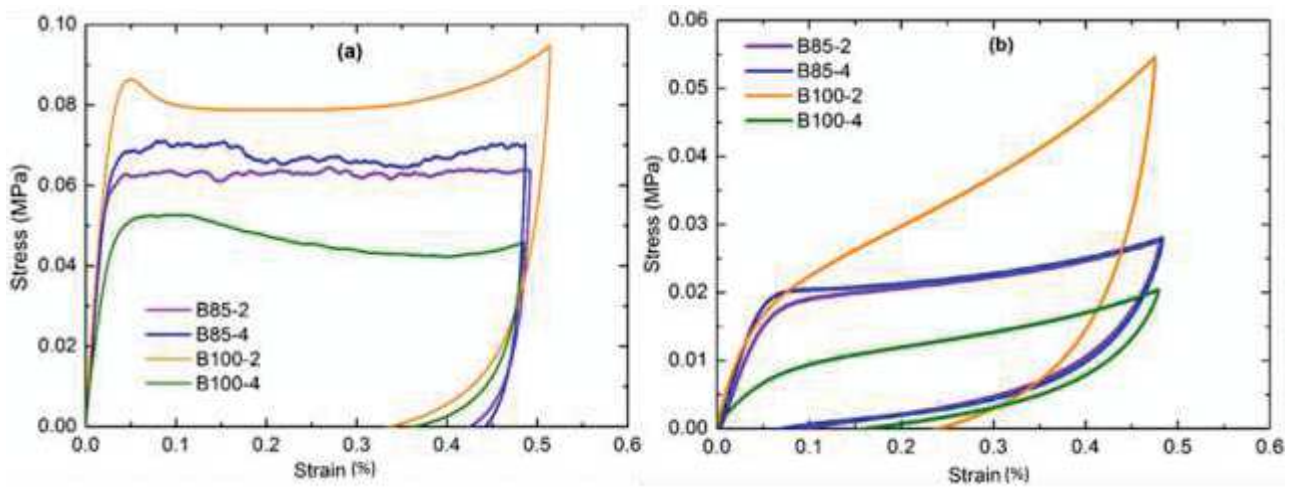 0.10
(a)
0.08
0.06
0.04
0.02
0.00
Stress (MPa)
B85-2
B85-4
B100-2
B100-4
0.0 0.1 0.2 0.3 0.4 0.5 0.6
Strain (%)
0.06
(b)
0.05
0.04
0.03
0.02
0.01
0.00
Stress (MPa)
B85-2
B85-4
B100-2
B100-4
0.0 0.1 0.2 0.3 0.4 0.5 0.6
Strain (%)